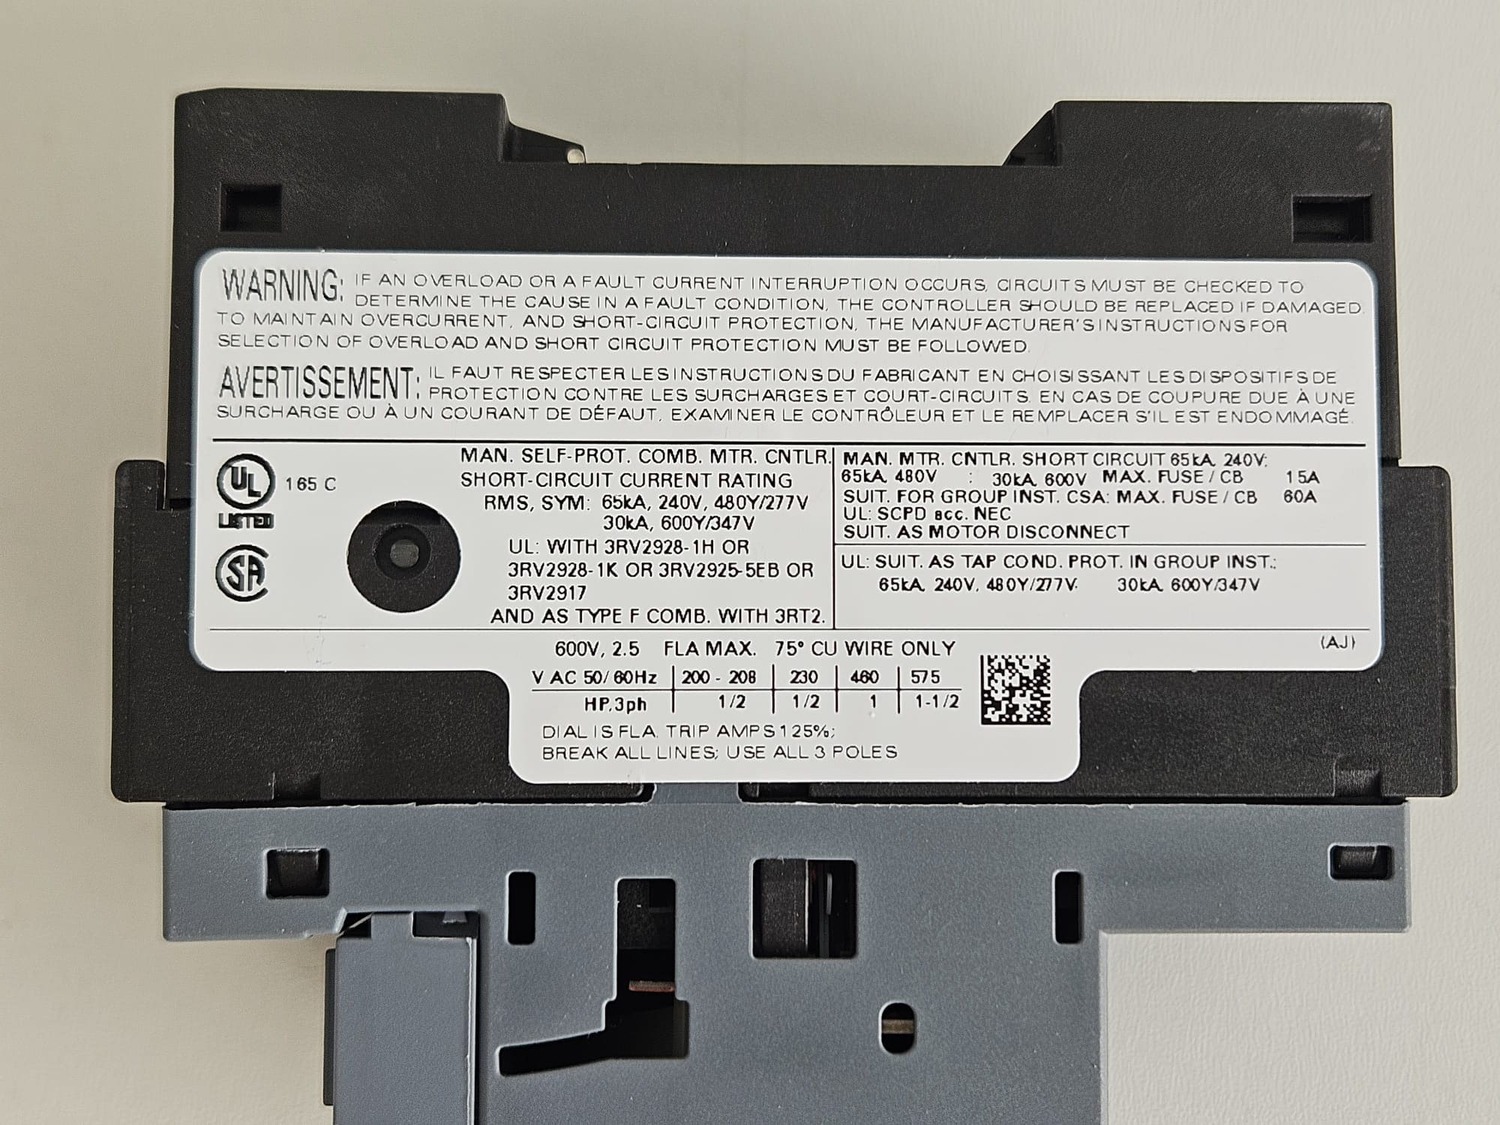 WARNING: IF AN OVERLOAD OR A FAULT CURRENT INTERRUPTION OCCURS, CIRCUITS MUST BE CHECKED TO
DETERMINE THE CAUSE. IN A FAULT CONDITION, THE CONTROLLER SHOULD BE REPLACED IF DAMAGED.
TO MAINTAIN OVERCURRENT, AND SHORT-CIRCUIT PROTECTION, THE MANUFACTURER'S INSTRUCTIONS FOR
SELECTION OF OVERLOAD AND SHORT CIRCUIT PROTECTION MUST BE FOLLOWED.
AVERTISSEMENT: IL FAUT RESPECTER LES INSTRUCTIONS DU FABRICANT EN CHOISISSANT LES DISPOSITIFS DE
PROTECTION CONTRE LES SURCHARGES ET COURT-CIRCUITS. EN CAS DE COUPURE DUE À UNE
SURCHARGE OU À UN COURANT DE DÉFAUT, EXAMINER LE CONTRÔLEUR ET LE REMPLACER S'IL EST ENDOMMAGÉ.
UL
LISTED
165 C
SA
MAN. SELF-PROT. COMB. MTR. CNTLR.
SHORT-CIRCUIT CURRENT RATING
RMS, SYM: 65kA, 240V, 480Y/277V
30kA, 600Y/347V
UL: WITH 3RV2928-1H OR
3RV2928-1K OR 3RV2925-5EB OR
3RV2917
AND AS TYPE F COMB. WITH 3RT2.
MAN. MTR. CNTLR. SHORT CIRCUIT 65kA, 240V;
65kA, 480V : 30kA, 600V MAX. FUSE / CB 15A
SUIT. FOR GROUP INST. CSA: MAX. FUSE / CB 60A
UL: SCPD acc. NEC
SUIT. AS MOTOR DISCONNECT
UL: SUIT. AS TAP COND. PROT. IN GROUP INST.:
65kA, 240V, 480Y/277V; 30kA, 600Y/347V
600V, 2.5 FLA MAX. 75° CU WIRE ONLY
(AJ)
V AC 50/60Hz 200 - 208 230 460 575
HP,3ph 1/2 1/2 1 1-1/2
DIAL IS FLA. TRIP AMPS 125%;
BREAK ALL LINES; USE ALL 3 POLES